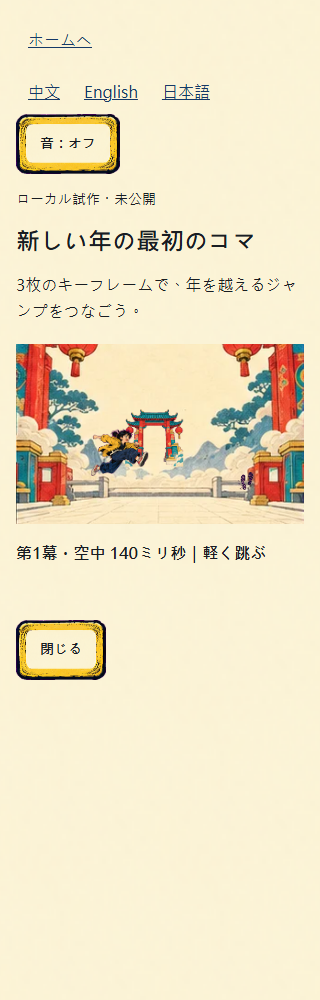 ホームへ
中文 English 日本語
音：オフ
ローカル試作・未公開
新しい年の最初のコマ
3枚のキーフレームで、年を越えるジャ
ンプをつなごう。
第1幕・空中 140ミリ秒｜軽く跳ぶ
閉じる